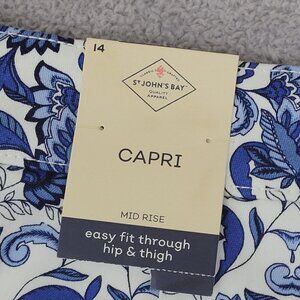 14
ST JOHN'S BAY
QUALITY
APPAREL
CAPRI
MID RISE
easy fit through
hip & thigh